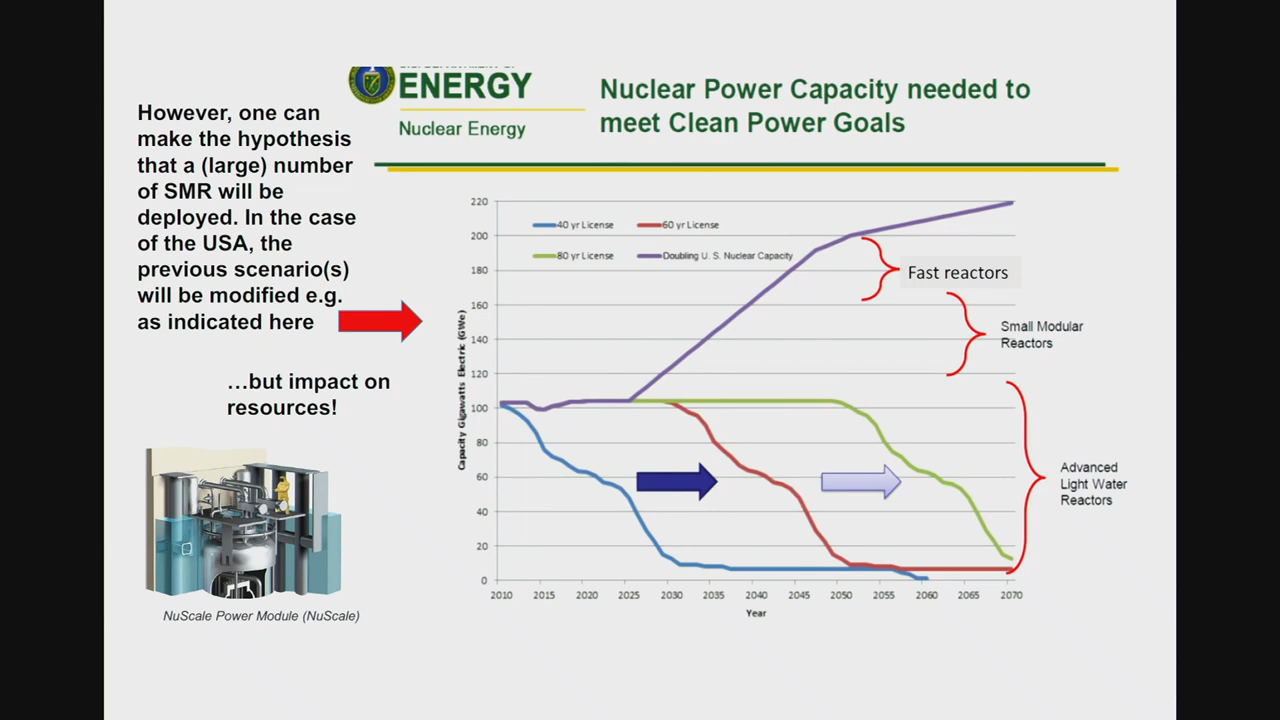 However, one can
make the hypothesis
that a (large) number
of SMR will be
deployed. In the case
of the USA, the
previous scenario(s)
will be modified e.g.
as indicated here
…but impact on
resources!
NuScale Power Module (NuScale)
ENERGY
Nuclear Energy
Nuclear Power Capacity needed to
meet Clean Power Goals
40 yr License
60 yr License
80 yr License
Doubling U. S. Nuclear Capacity
Capacity Gigawatts Electric (GWe)
220
200
180
160
140
120
100
80
60
40
20
0
2010 2015 2020 2025 2030 2035 2040 2045 2050 2055 2060 2065 2070
Year
Fast reactors
Small Modular
Reactors
Advanced
Light Water
Reactors